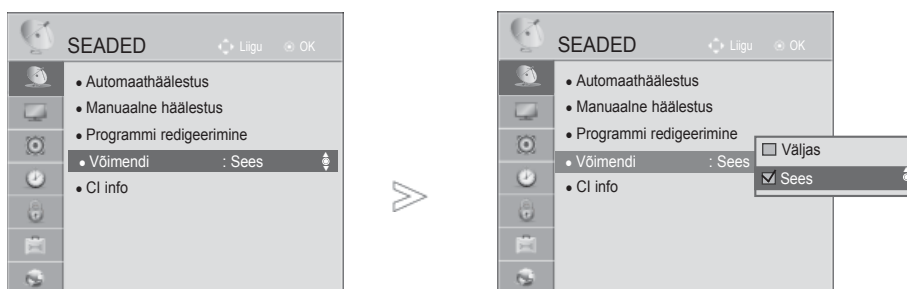 SEADED Liigu OK
• Automaathäälestus
• Manuaalne häälestus
• Programmi redigeerimine
• Võimendi : Sees
• CI info
SEADED Liigu OK
• Automaathäälestus
• Manuaalne häälestus
• Programmi redigeerimine
• Võimendi : Sees
• CI info
Väljas
Sees